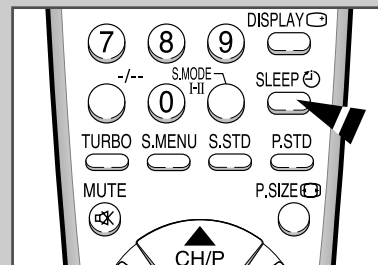 DISPLAY
7 8 9
-/-- S.MODE SLEEP
I-II
0
TURBO S.MENU S.STD P.STD
MUTE P.SIZE
CH/P